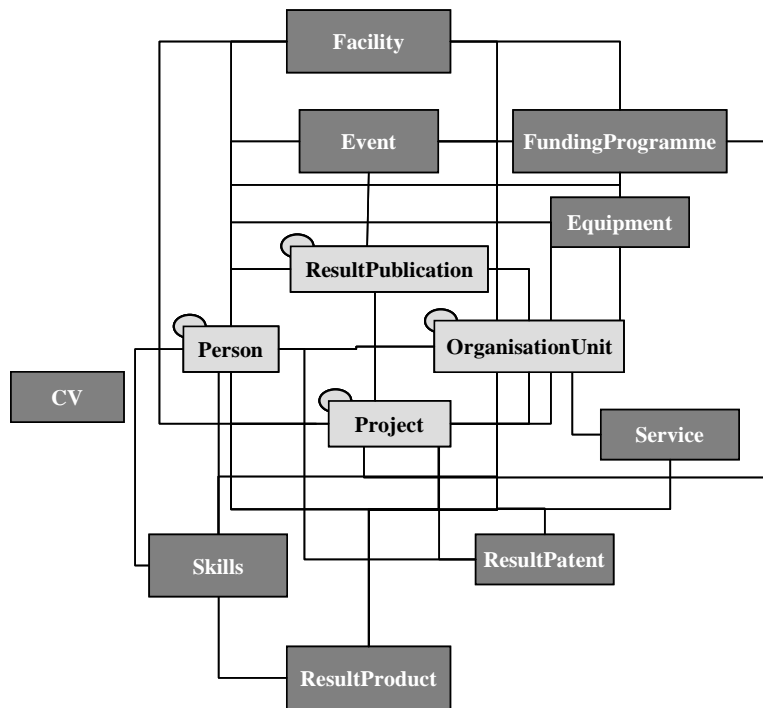 Facility
Event
FundingProgramme
Equipment
ResultPublication
Person
OrganisationUnit
CV
Project
Service
Skills
ResultPatent
ResultProduct